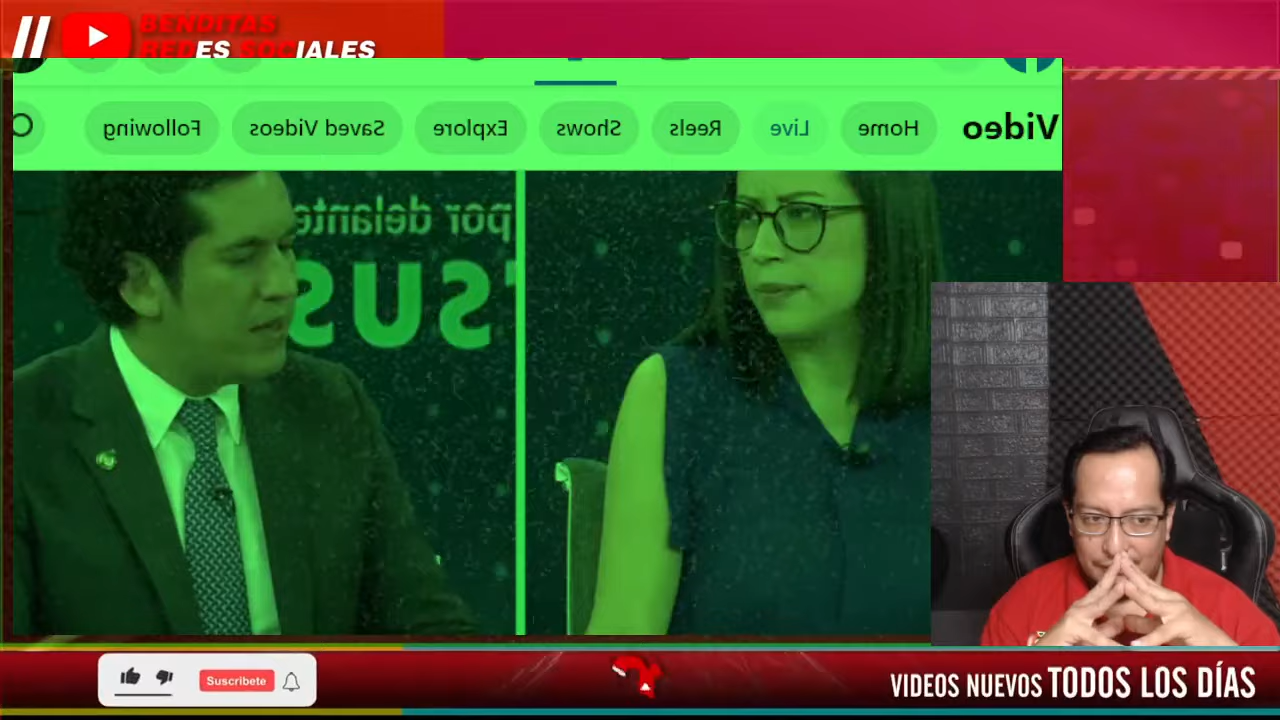 BENDITAS
REDES SOCIALES
Video
Home
Live
Reels
Shows
Explore
Saved Videos
Following
por delante
sus
Suscribete
VIDEOS NUEVOS TODOS LOS DÍAS